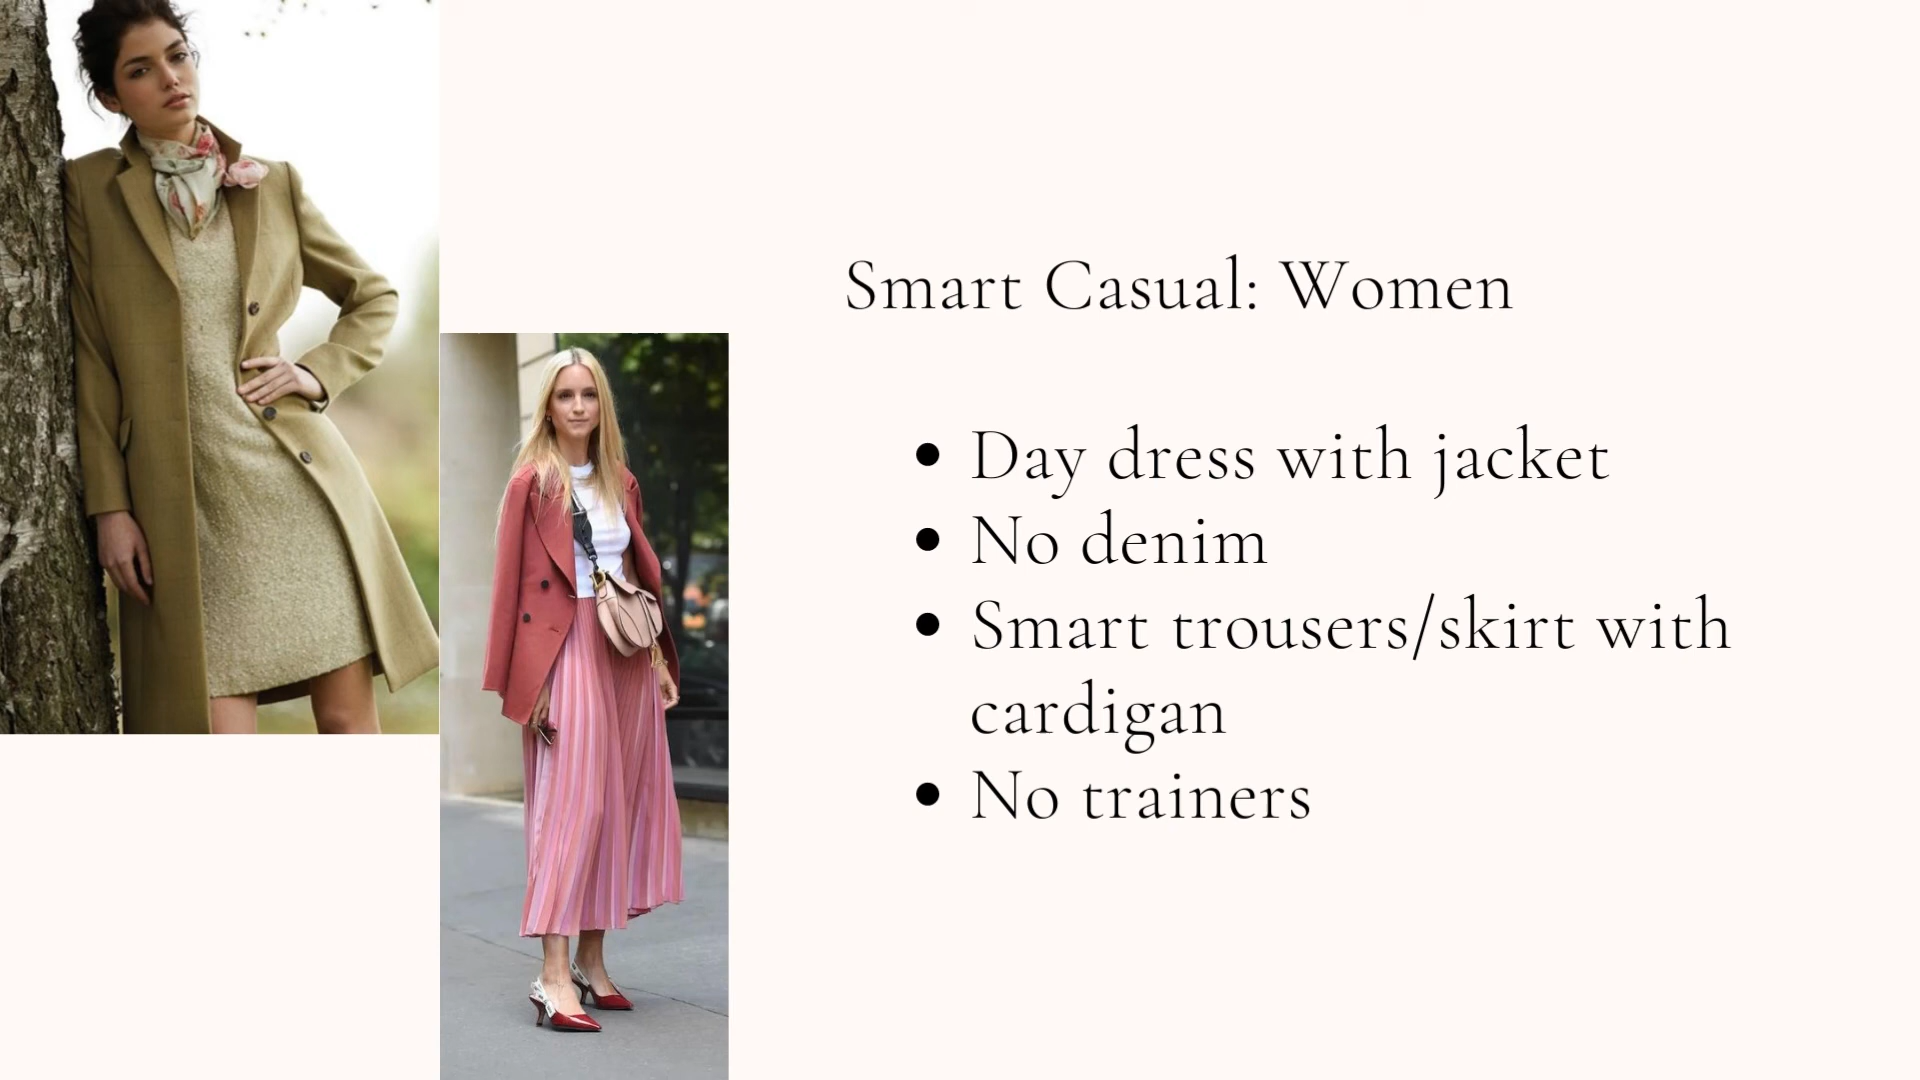 Smart Casual: Women
• Day dress with jacket
• No denim
• Smart trousers/skirt with
cardigan
• No trainers